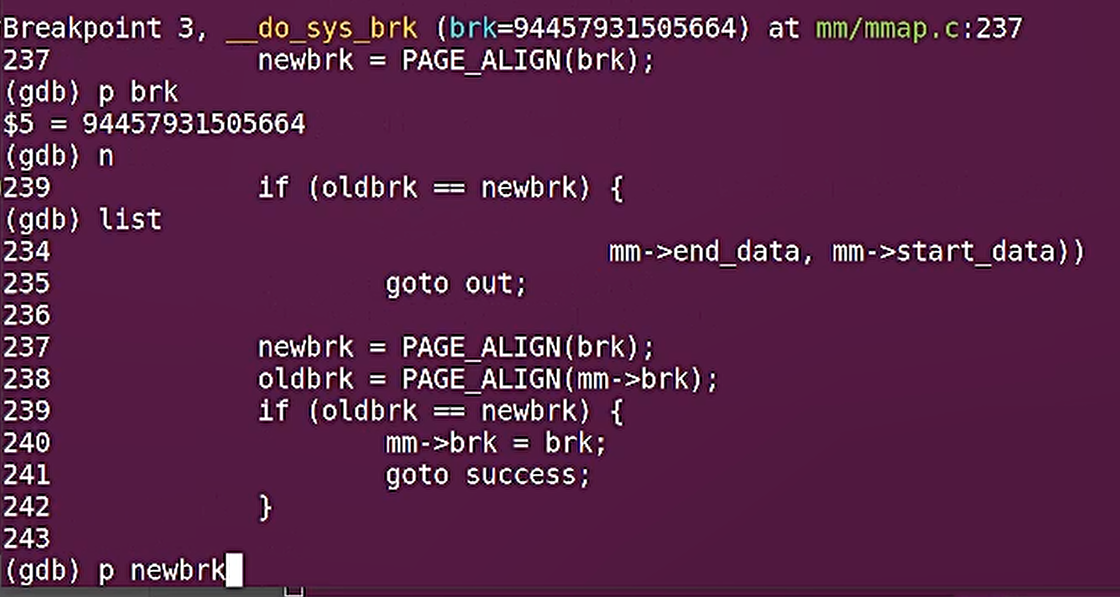 Breakpoint 3, __do_sys_brk (brk=94457931505664) at mm/mmap.c:237
237             newbrk = PAGE_ALIGN(brk);
(gdb) p brk
$5 = 94457931505664
(gdb) n
239             if (oldbrk == newbrk) {
(gdb) list
234                                   mm->end_data, mm->start_data))
235                     goto out;
236
237             newbrk = PAGE_ALIGN(brk);
238             oldbrk = PAGE_ALIGN(mm->brk);
239             if (oldbrk == newbrk) {
240                     mm->brk = brk;
241                     goto success;
242             }
243
(gdb) p newbrk